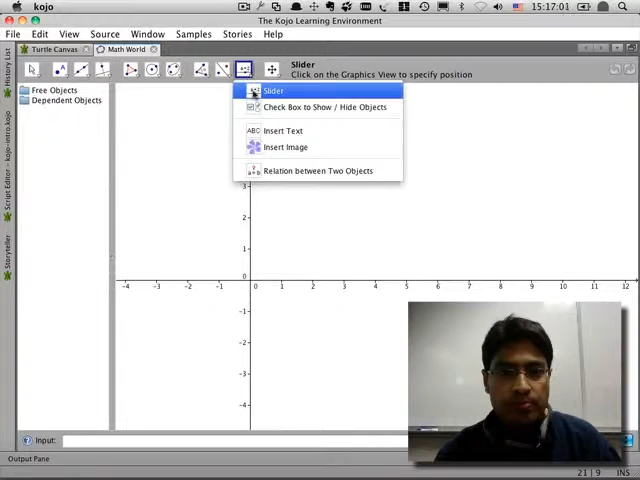 kojo
15:17:01
The Kojo Learning Environment
File Edit Source Window Samples Stories Help
Turtle Canvas Math World
Slider
Click on the Graphics View to specify position
Free Objects
Dependent Objects
Slider
Check Box to Show / Hide Objects
ABC Insert Text
Insert Image
a=b Relation between Two Objects
History List
Script Editor - kojo-intro.kojo
Storyteller
3
2
1
0
-4 -3 -2 -1 0 1 2 3 4 5 6 7 8 9 10 11 12
-1
-2
-3
-4
Input:
Output Pane
21 | 9 INS